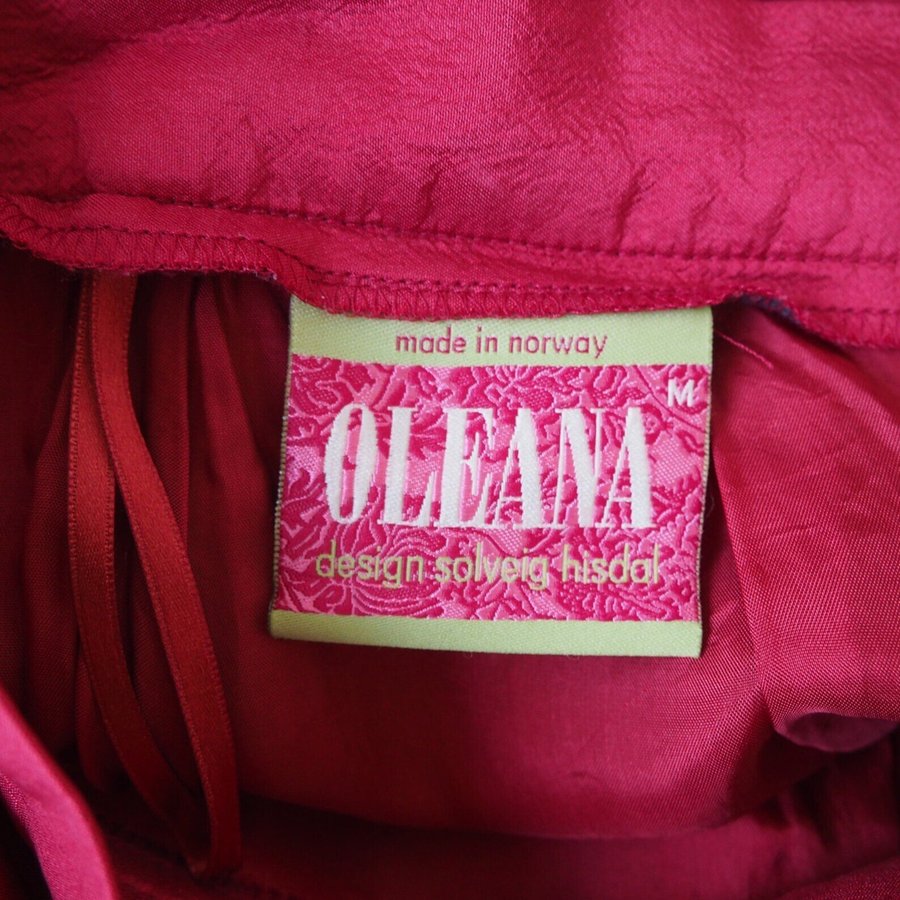 made in norway
M
OLEANA
design solveig hisdal